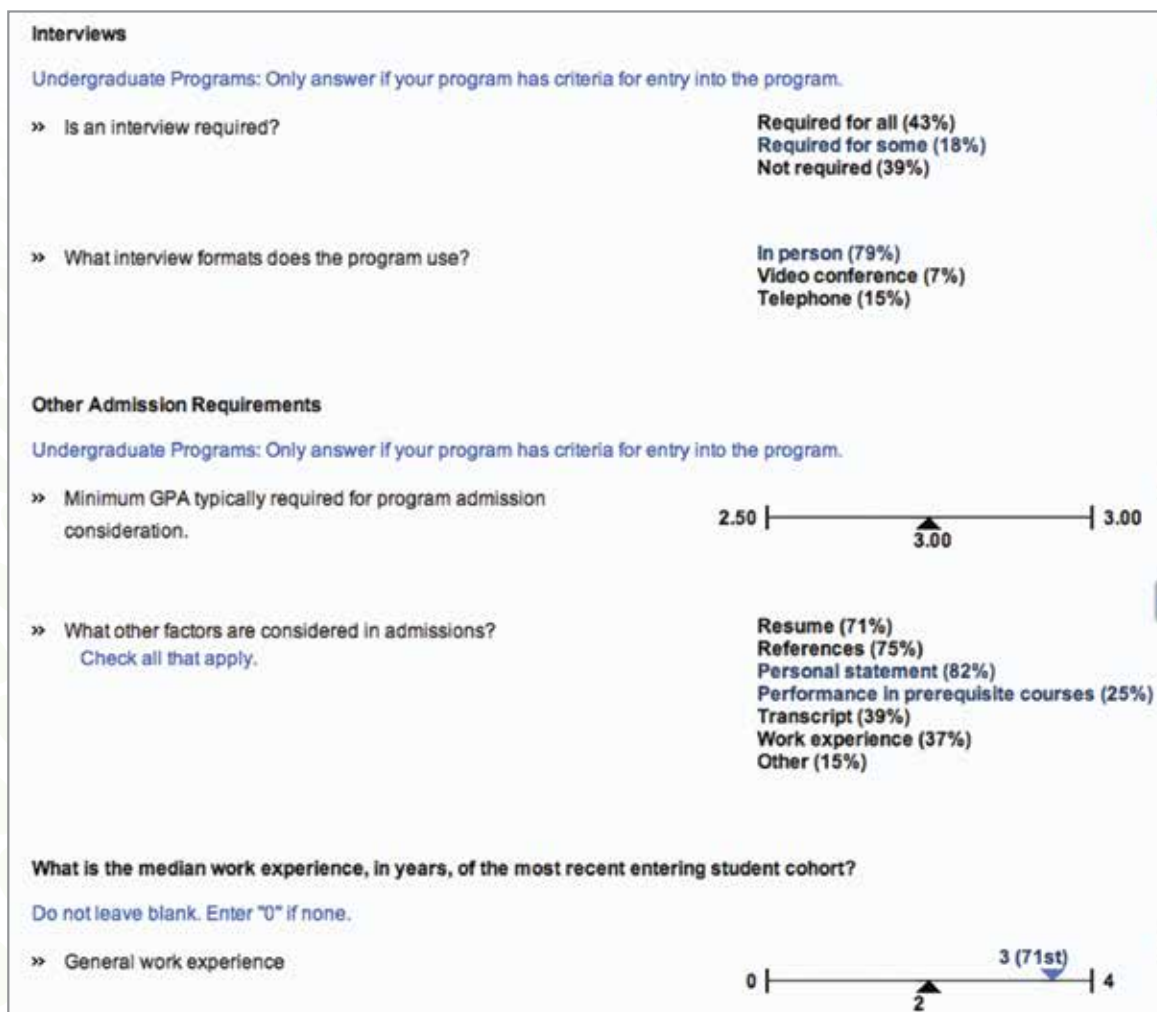 Interviews
Undergraduate Programs: Only answer if your program has criteria for entry into the program.
» Is an interview required?
Required for all (43%)
Required for some (18%)
Not required (39%)
» What interview formats does the program use?
In person (79%)
Video conference (7%)
Telephone (15%)
Other Admission Requirements
Undergraduate Programs: Only answer if your program has criteria for entry into the program.
» Minimum GPA typically required for program admission
consideration.
2.50 3.00
3.00
» What other factors are considered in admissions?
Check all that apply.
Resume (71%)
References (75%)
Personal statement (82%)
Performance in prerequisite courses (25%)
Transcript (39%)
Work experience (37%)
Other (15%)
What is the median work experience, in years, of the most recent entering student cohort?
Do not leave blank. Enter "0" if none.
» General work experience
3 (71st)
0 4
2